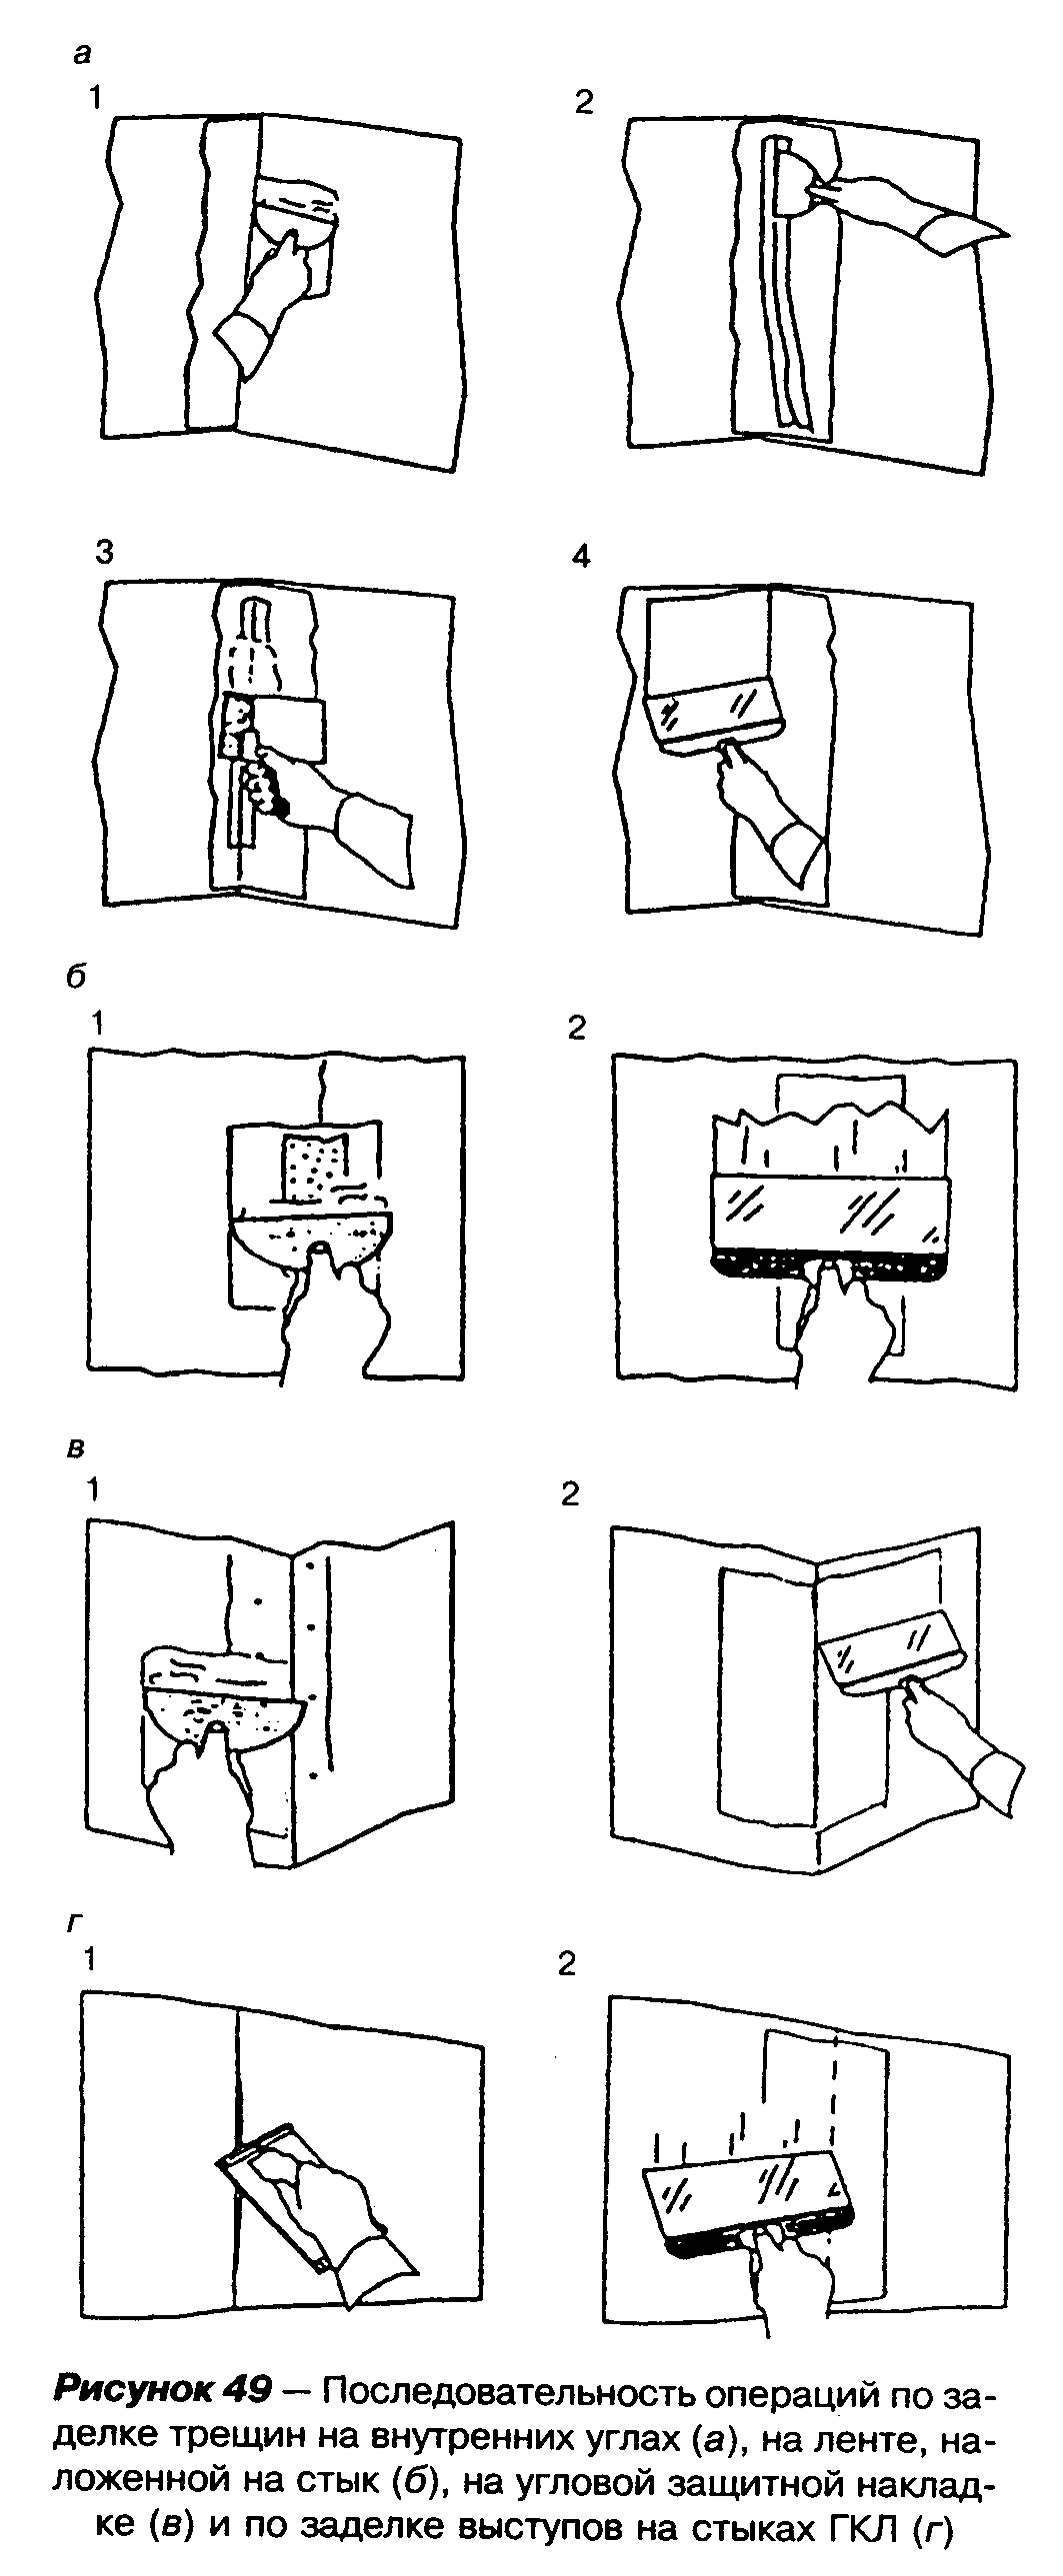 а
1 2
3 4
б
1 2
в
1 2
г
1 2
Рисунок 49 — Последовательность операций по за-
делке трещин на внутренних углах (а), на ленте, на-
ложенной на стык (б), на угловой защитной наклад-
ке (в) и по заделке выступов на стыках ГКЛ (г)